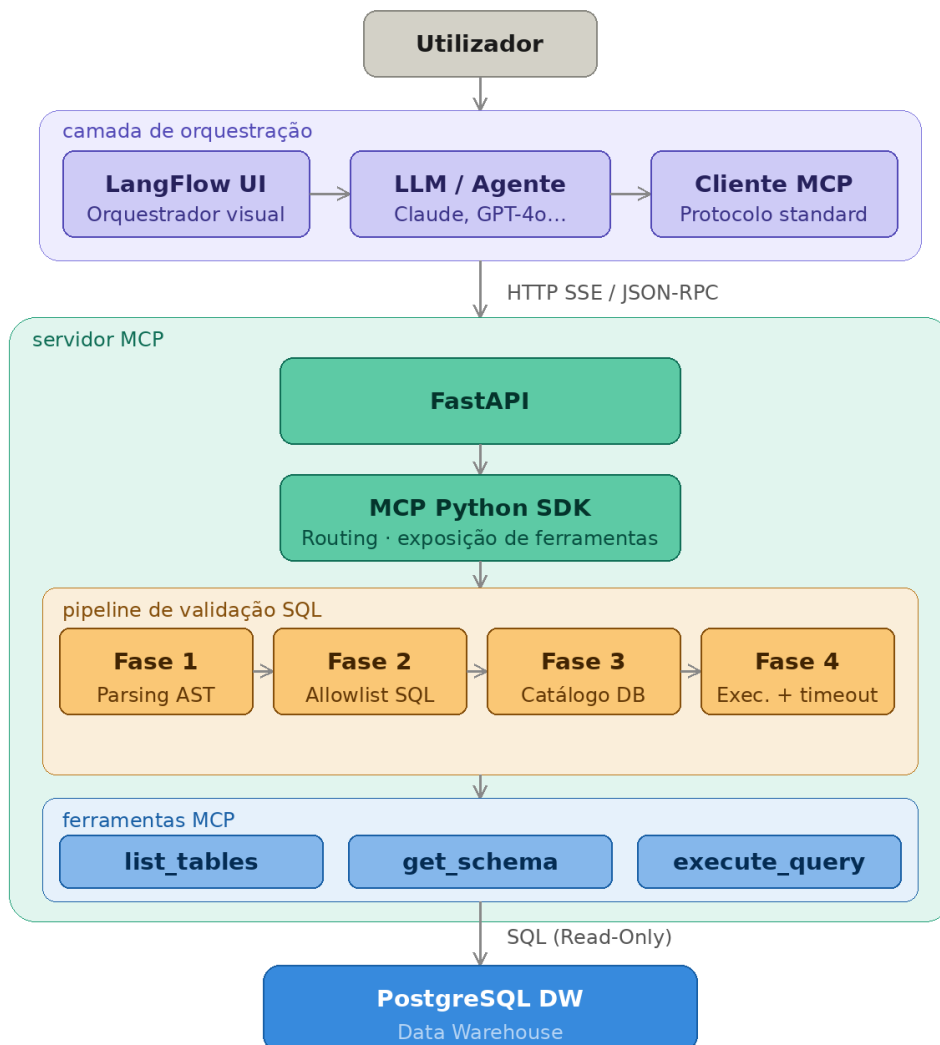 Utilizador
camada de orquestração
LangFlow UI
Orquestrador visual
LLM / Agente
Claude, GPT-4o...
Cliente MCP
Protocolo standard
HTTP SSE / JSON-RPC
servidor MCP
FastAPI
MCP Python SDK
Routing · exposição de ferramentas
pipeline de validação SQL
Fase 1
Parsing AST
Fase 2
Allowlist SQL
Fase 3
Catálogo DB
Fase 4
Exec. + timeout
ferramentas MCP
list_tables
get_schema
execute_query
SQL (Read-Only)
PostgreSQL DW
Data Warehouse